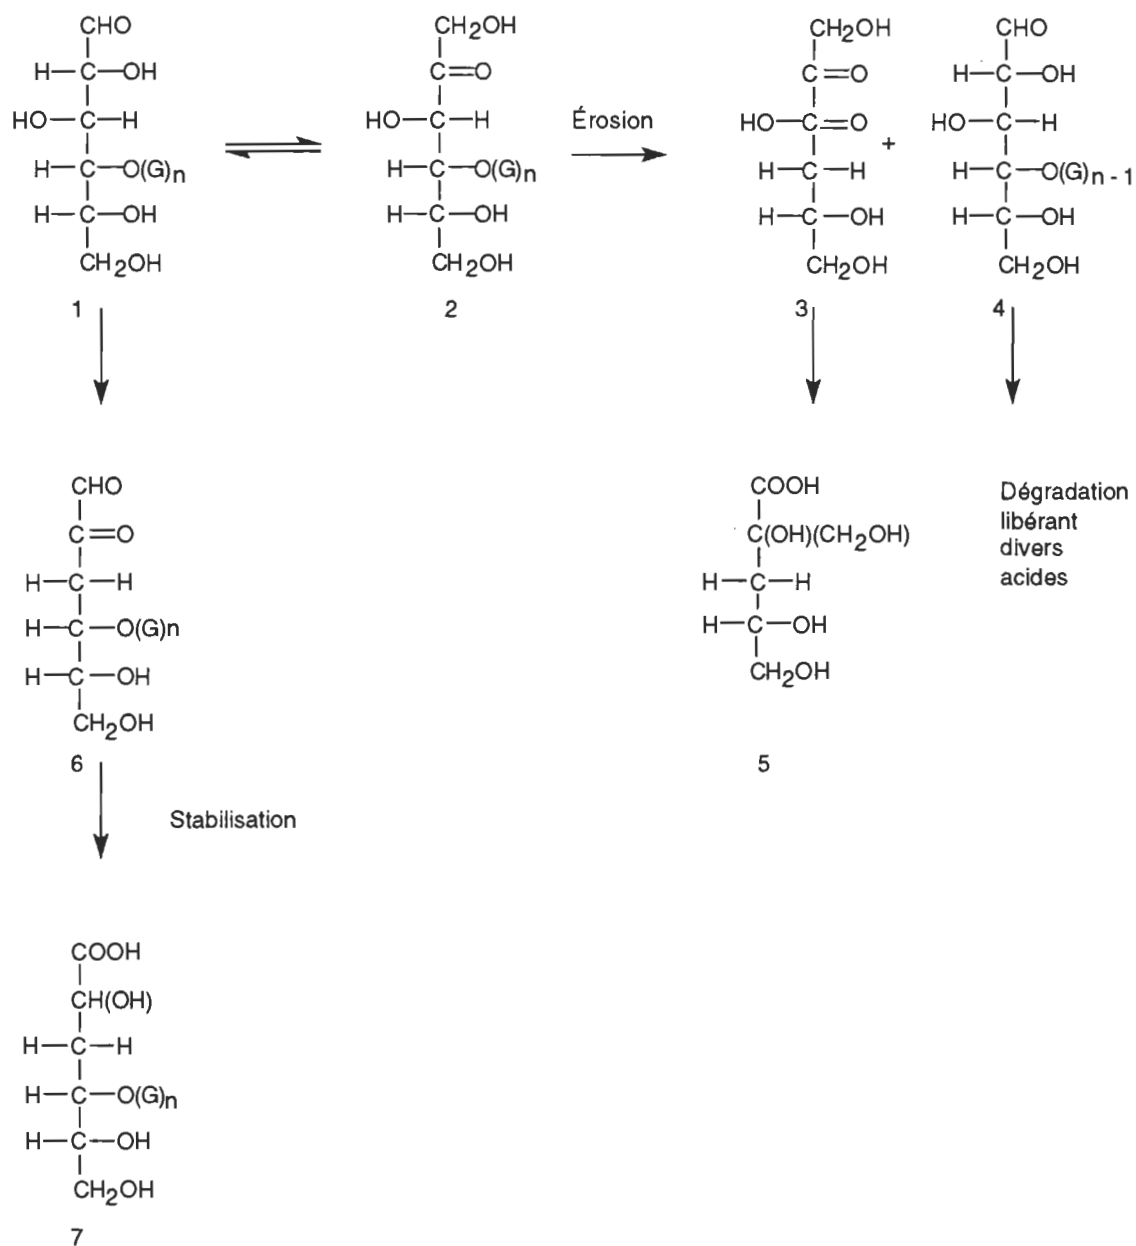 CHO
H—C—OH
HO—C—H
H—C—O(G)n
H—C—OH
CH2OH
1
CH2OH
C=O
HO—C—H
H—C—O(G)n
H—C—OH
CH2OH
2
Érosion
CH2OH
C=O
HO—C=O
H—C—H
H—C—OH
CH2OH
3
+
CHO
H—C—OH
HO—C—H
H—C—O(G)n - 1
H—C—OH
CH2OH
4
CHO
C=O
H—C—H
H—C—O(G)n
H—C—OH
CH2OH
6
COOH
C(OH)(CH2OH)
H—C—H
H—C—OH
CH2OH
5
Dégradation
libérant
divers
acides
Stabilisation
COOH
CH(OH)
H—C—H
H—C—O(G)n
H—C—OH
CH2OH
7